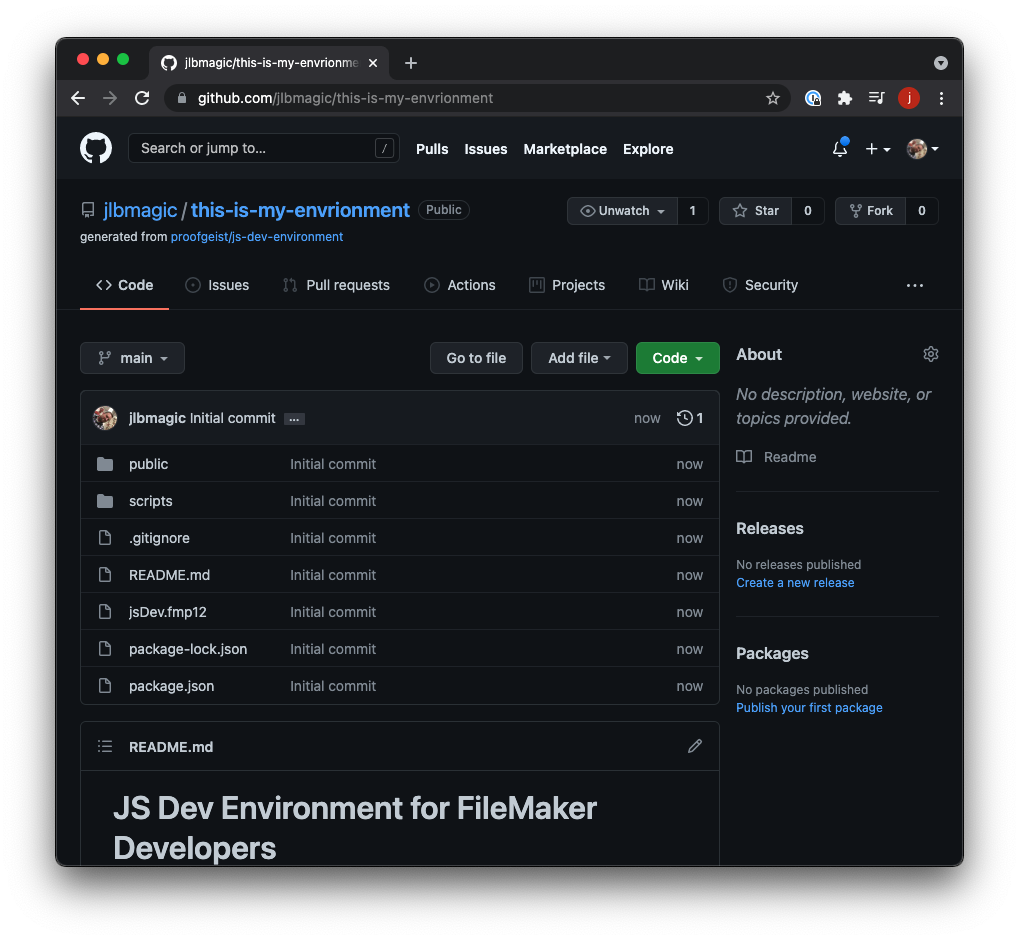 jlbmagic/this-is-my-envrionme
github.com/jlbmagic/this-is-my-envrionment
j
Search or jump to... /
Pulls Issues Marketplace Explore
jlbmagic / this-is-my-envrionment Public
Unwatch 1 Star 0 Fork 0
generated from proofgeist/js-dev-environment
Code Issues Pull requests Actions Projects Wiki Security ...
main Go to file Add file Code
About
No description, website, or
topics provided.
Readme
Releases
No releases published
Create a new release
Packages
No packages published
Publish your first package
jlbmagic Initial commit ... now 1
public Initial commit now
scripts Initial commit now
.gitignore Initial commit now
README.md Initial commit now
jsDev.fmp12 Initial commit now
package-lock.json Initial commit now
package.json Initial commit now
README.md
JS Dev Environment for FileMaker
Developers